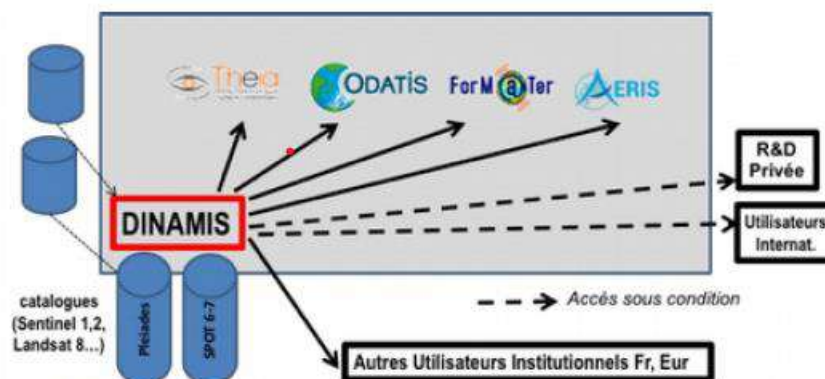 Theia
ODATIS
ForM@Ter
AERIS
R&D
Privée
DINAMIS
Utilisateurs
Internat.
catalogues
(Sentinel 1,2,
Landsat 8...)
Pleiades
SPOT 6-7
Accès sous condition
Autres Utilisateurs Institutionnels Fr, Eur